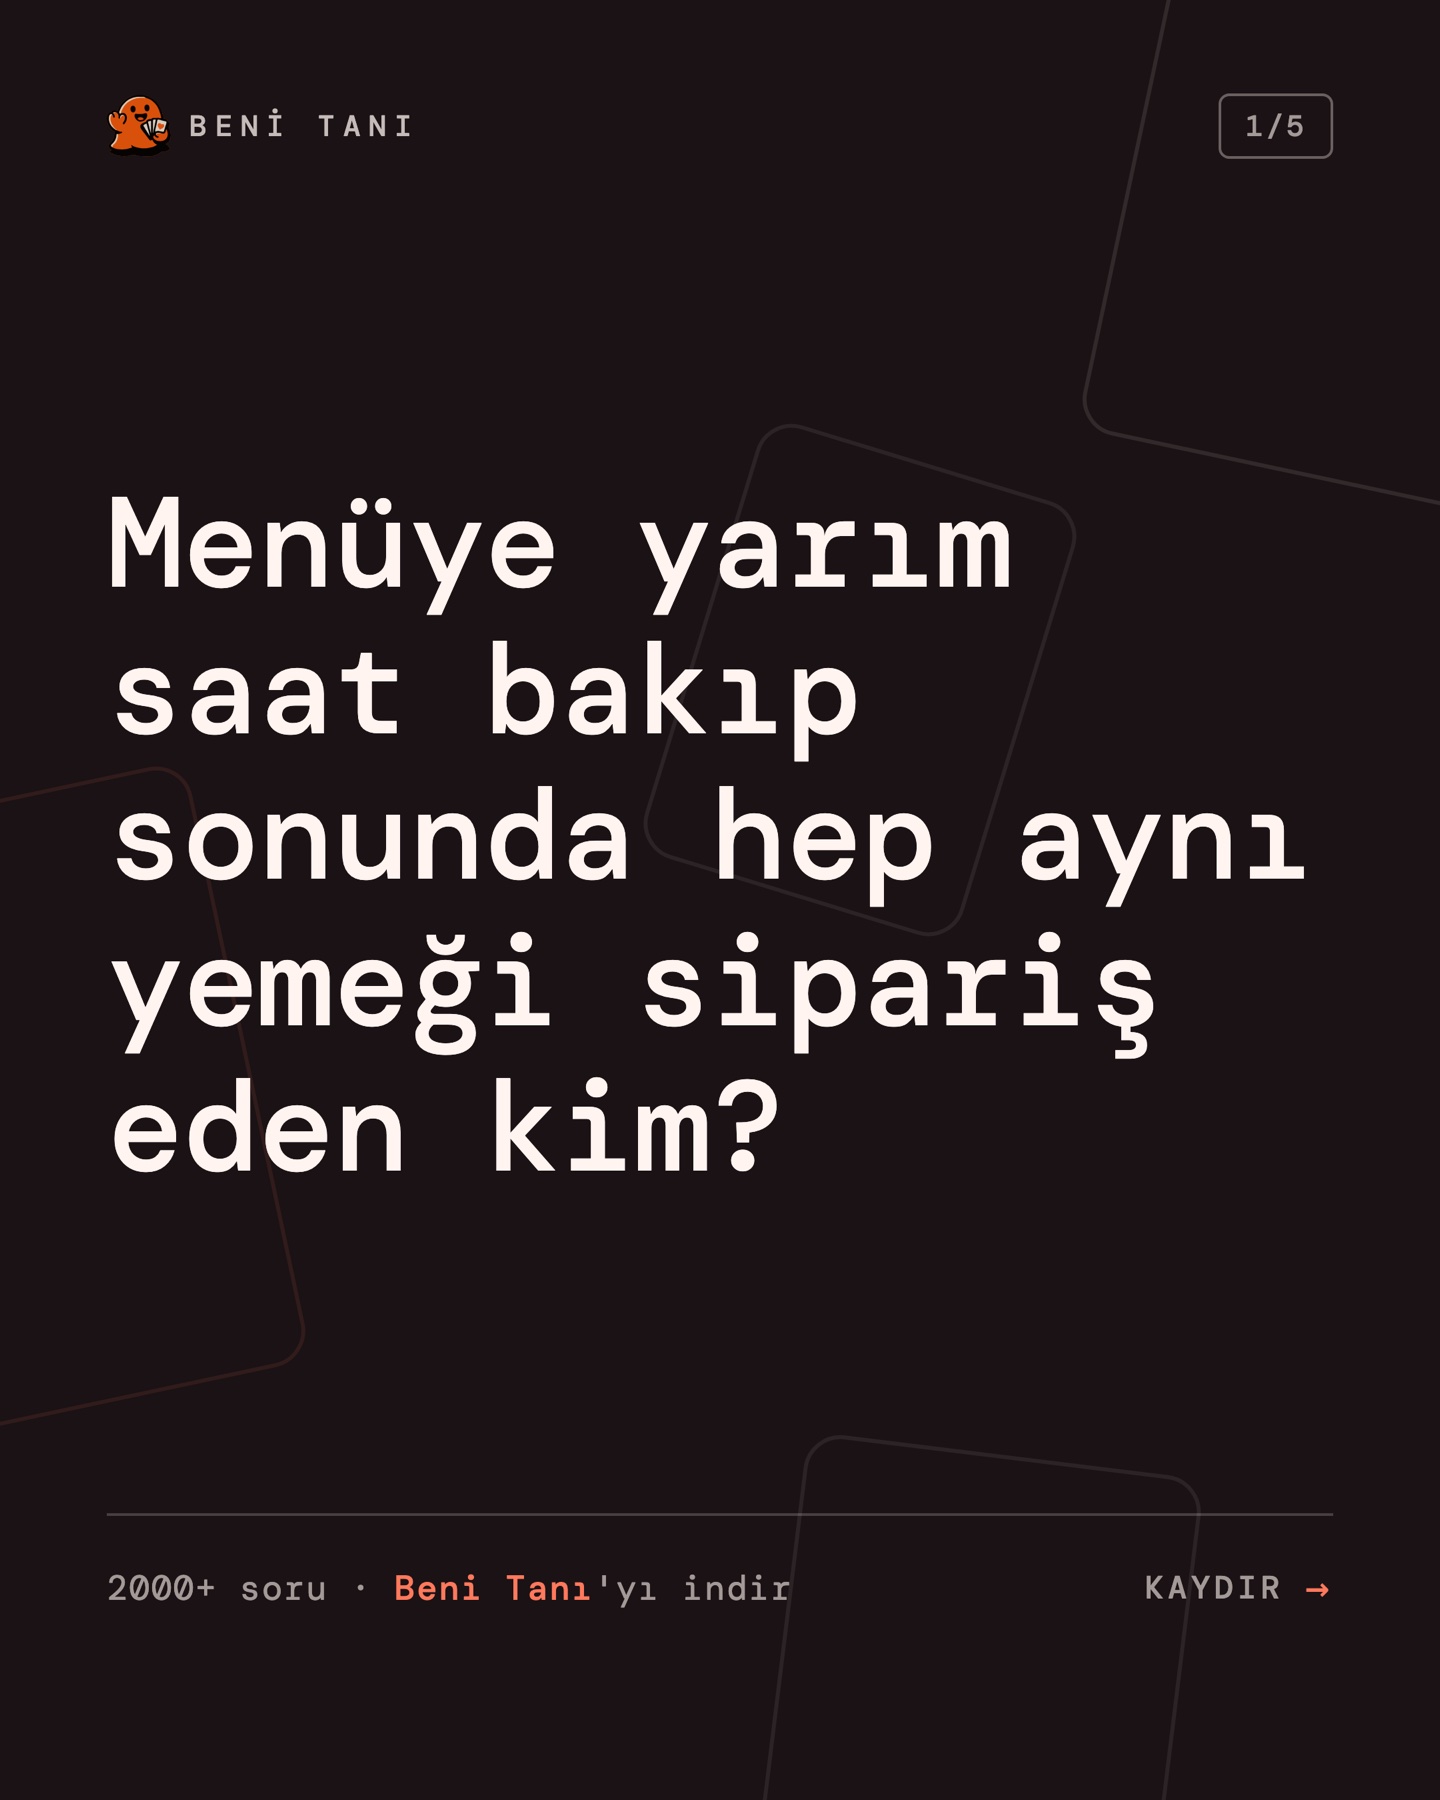 BENİ TANI
1/5
Menüye yarım
saat bakıp
sonunda hep aynı
yemeği sipariş
eden kim?
2000+ soru · Beni Tanı'yı indir
KAYDIR →